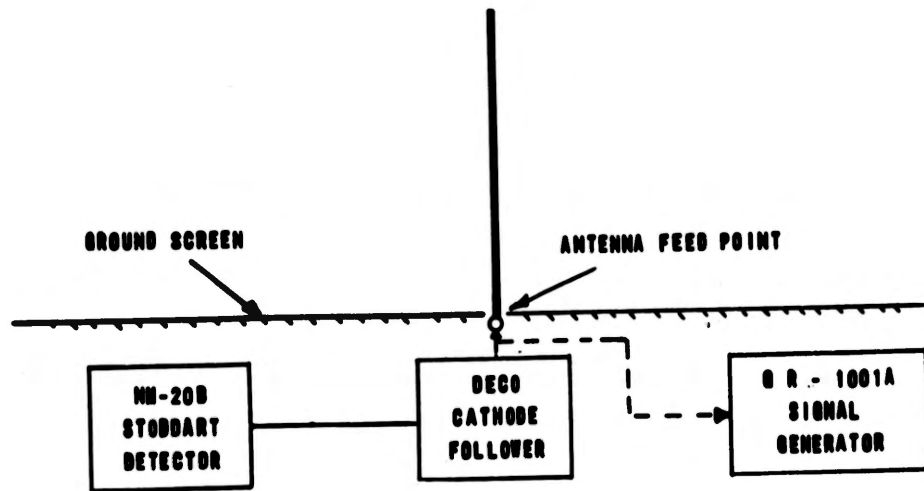 GROUND SCREEN
ANTENNA FEED POINT
NM-20B
STODDART
DETECTOR
DECO
CATHODE
FOLLOWER
G R - 1001A
SIGNAL
GENERATOR